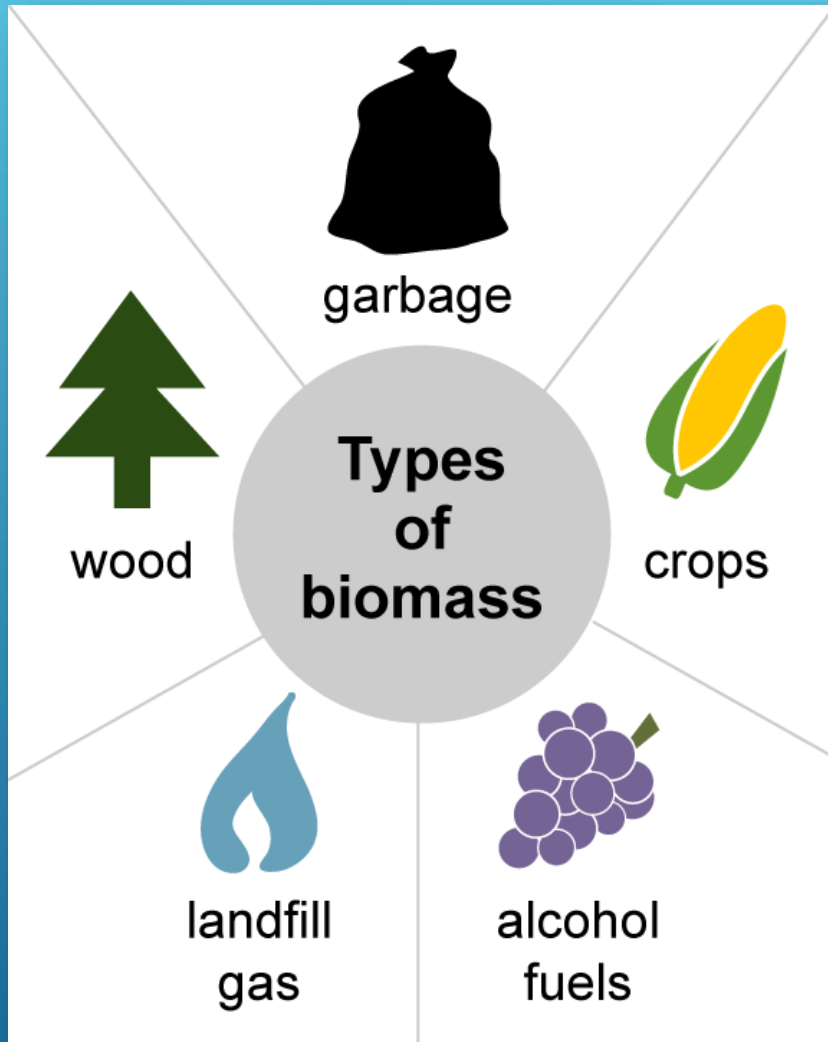 garbage
wood
Types
of
biomass
crops
landfill
gas
alcohol
fuels